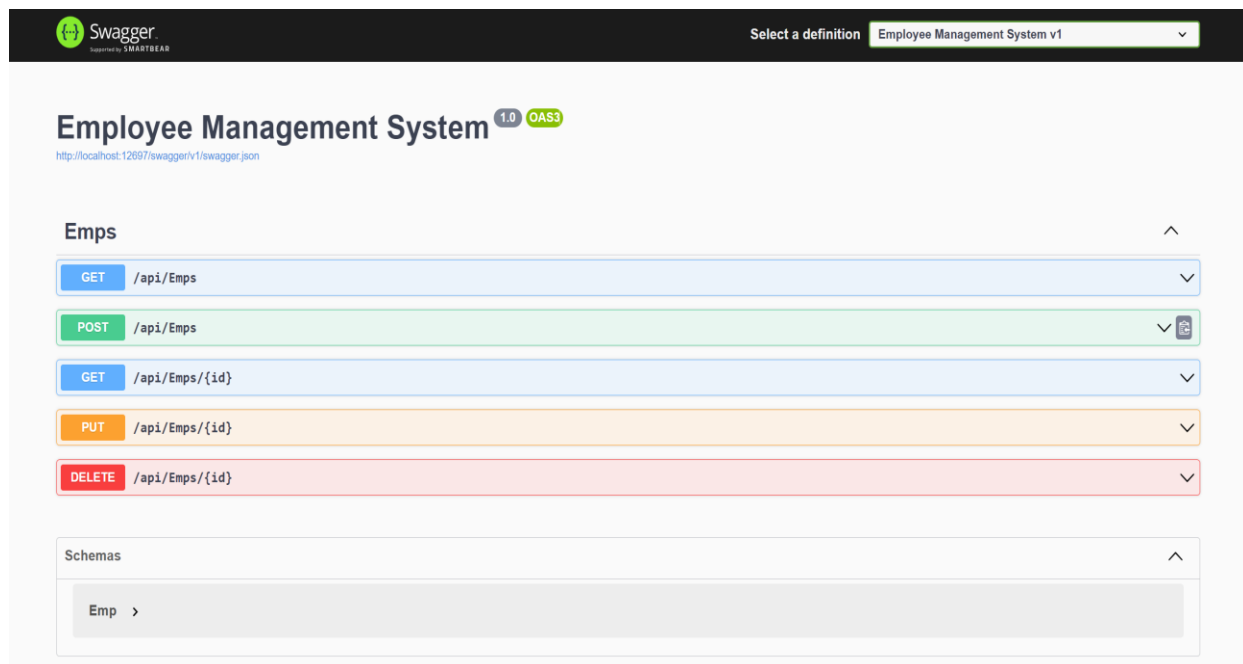 Swagger.
Supported by SMARTBEAR
Select a definition
Employee Management System v1
Employee Management System 1.0 OAS3
http://localhost:12697/swagger/v1/swagger.json
Emps
GET /api/Emps
POST /api/Emps
GET /api/Emps/{id}
PUT /api/Emps/{id}
DELETE /api/Emps/{id}
Schemas
Emp